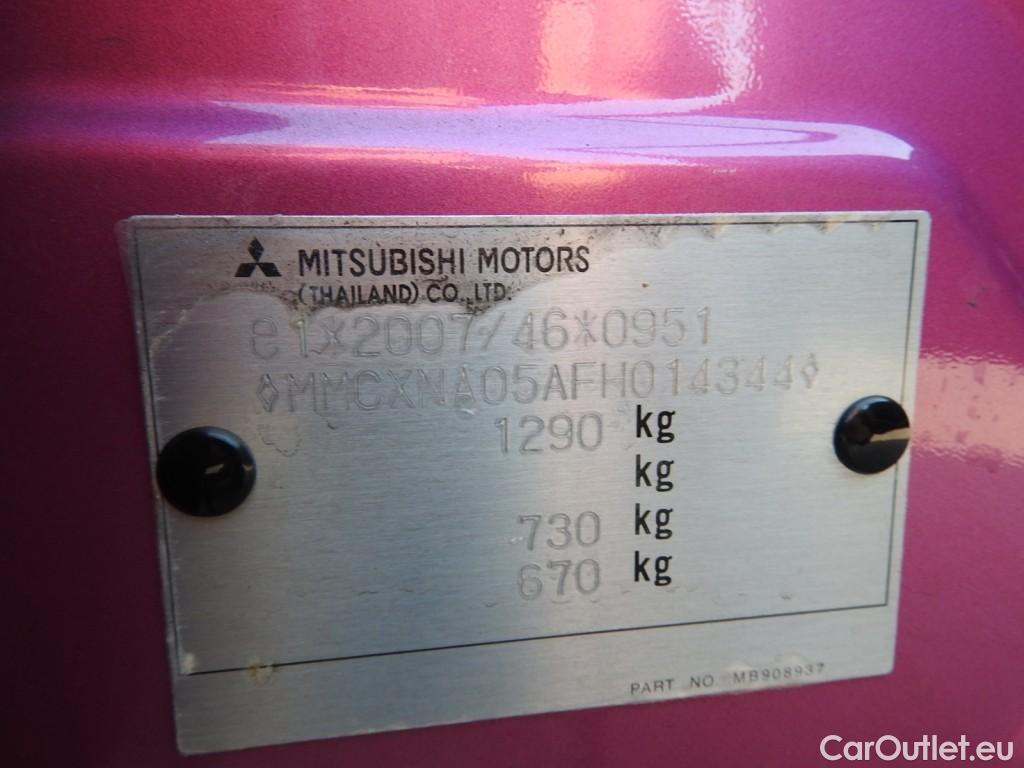 MITSUBISHI MOTORS
(THAILAND) CO., LTD.
e1*2007/46*0951
◊MMCXNA05AFH014344◊
1290 kg
kg
730 kg
670 kg
PART NO. MB908937
CarOutlet.eu